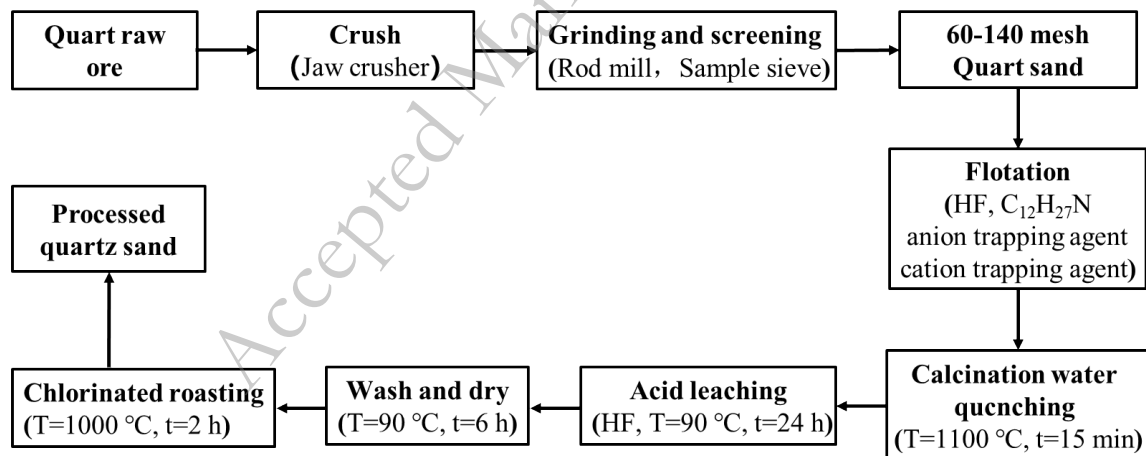 Quart raw
ore
Crush
(Jaw crusher)
Grinding and screening
(Rod mill，Sample sieve)
60-140 mesh
Quart sand
Flotation
(HF, C₁₂H₂₇N
anion trapping agent
cation trapping agent)
Calcination water
qucnching
(T=1100 °C, t=15 min)
Acid leaching
(HF, T=90 °C, t=24 h)
Wash and dry
(T=90 °C, t=6 h)
Chlorinated roasting
(T=1000 °C, t=2 h)
Processed
quartz sand
Accepted Man